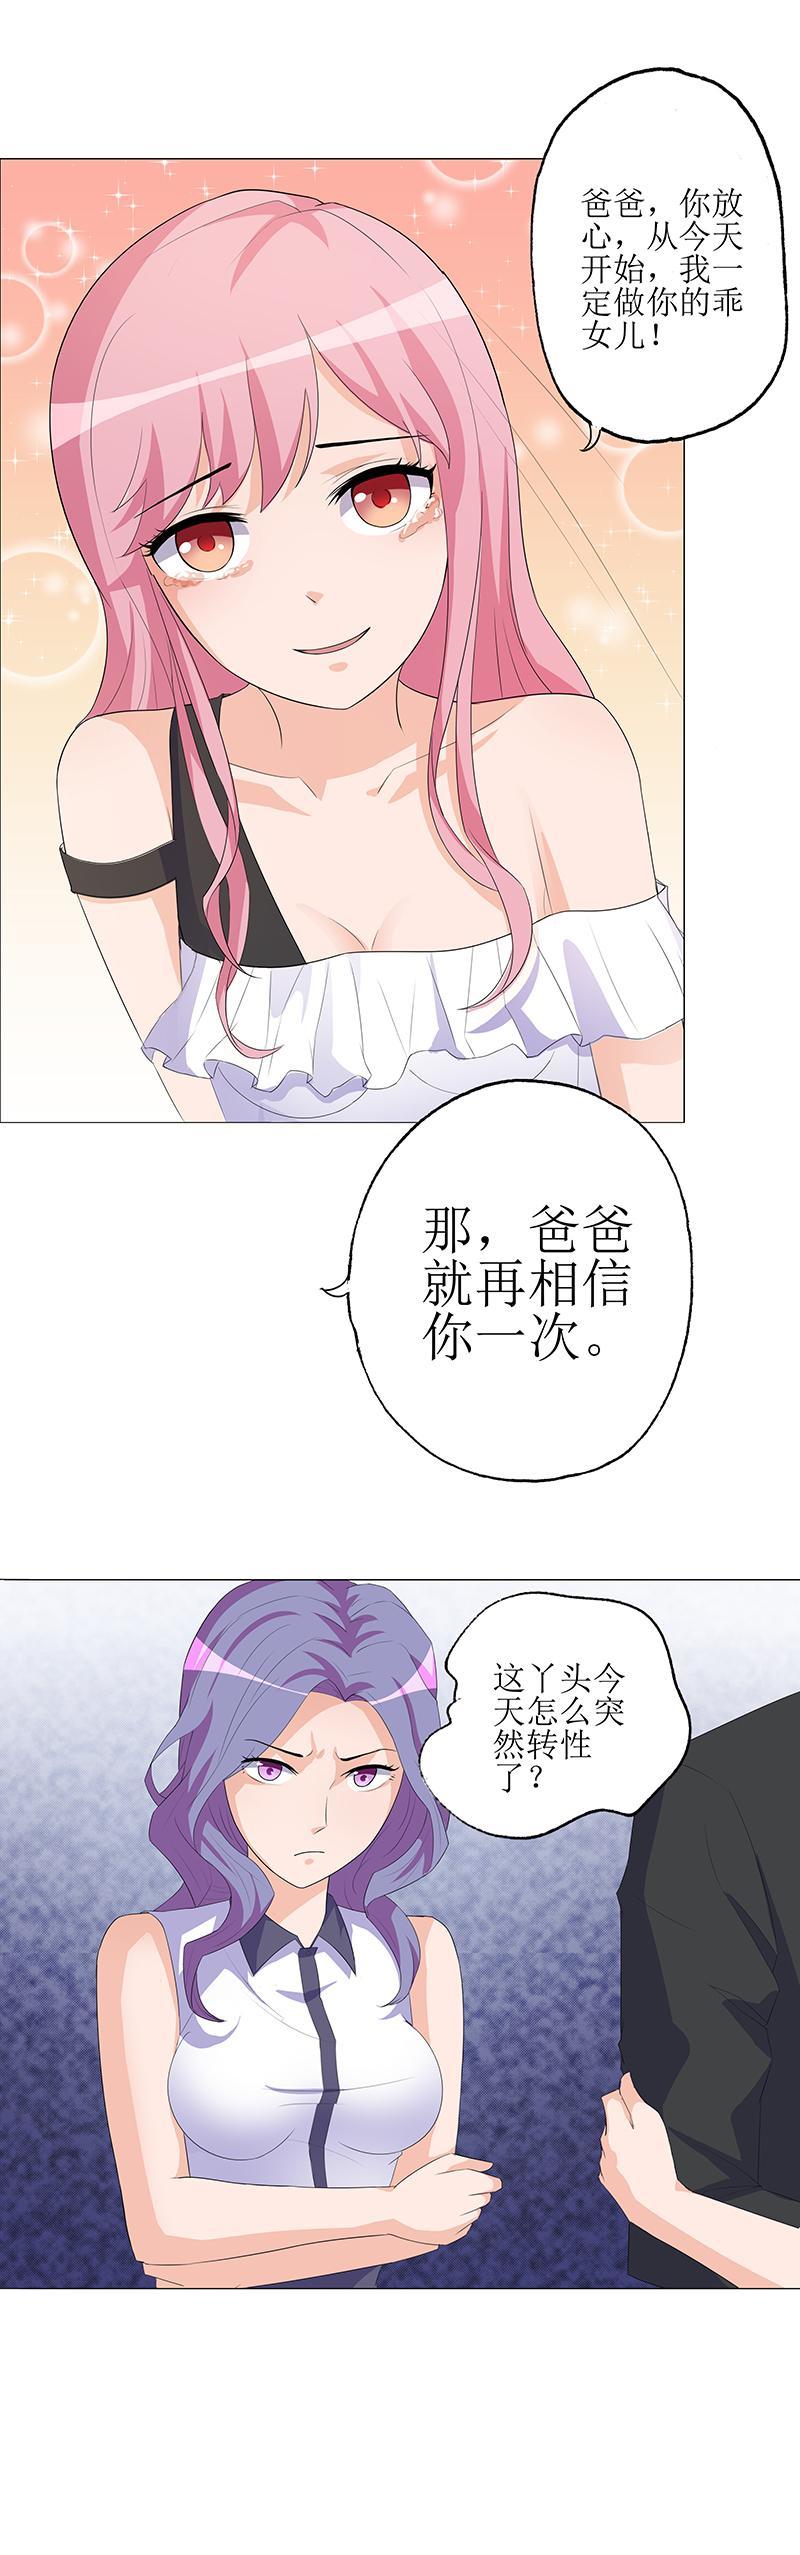 爸爸，你放
心，从今天
开始，我一
定做你的乖
女儿！
那，爸爸
就再相信
你一次。
这丫头今
天怎么突
然转性
了？